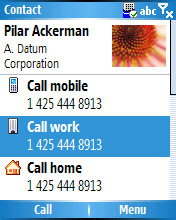 Contact abc
Pilar Ackerman
A. Datum
Corporation
Call mobile
1 425 444 8913
Call work
1 425 444 8913
Call home
1 425 444 8913
Call Menu